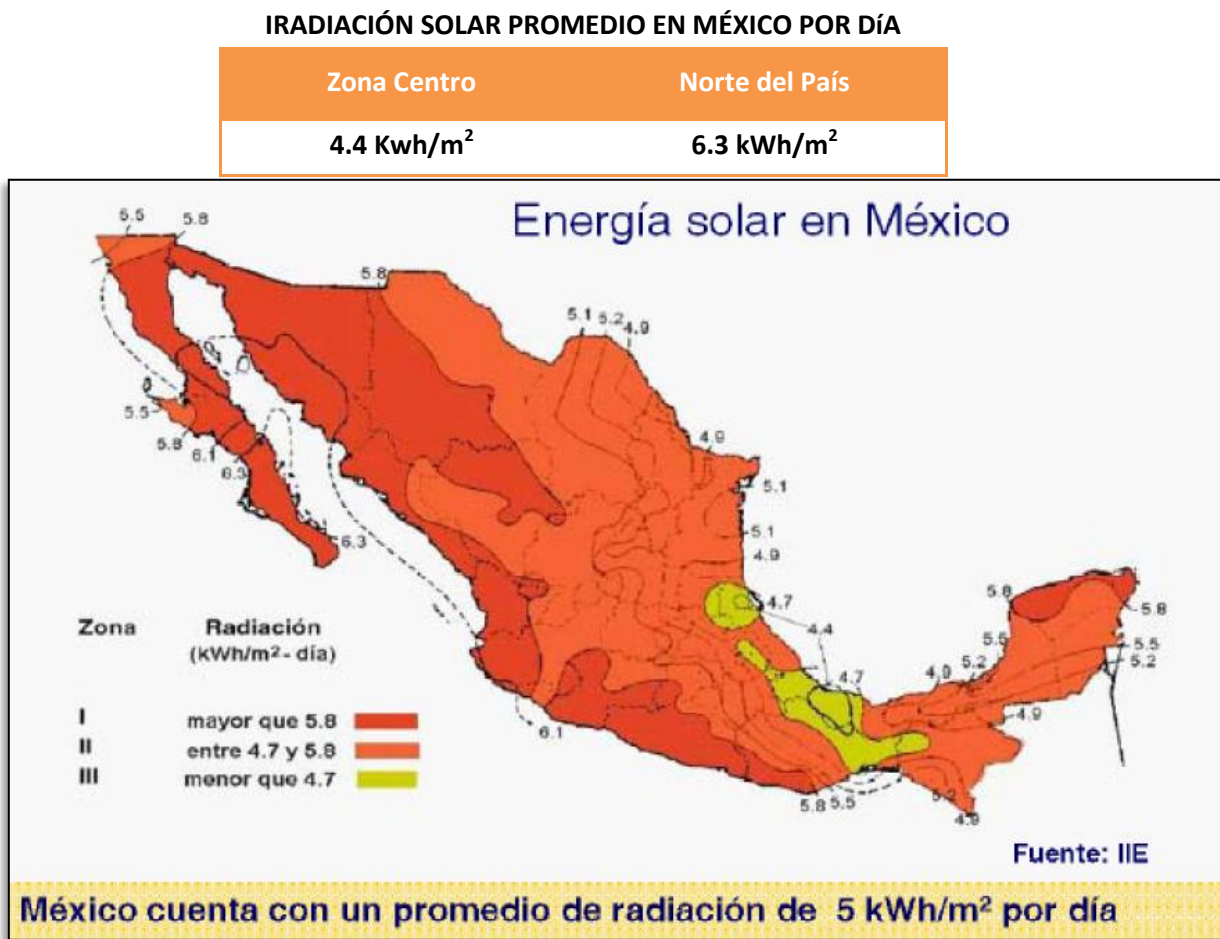 IRADIACIÓN SOLAR PROMEDIO EN MÉXICO POR DíA
Zona Centro Norte del País
4.4 Kwh/m² 6.3 kWh/m²
Energía solar en México
5.5
5.8
5.8
5.1 5.2
4.9
5.5
5.8
6.1
6.3
6.3
4.9
5.1
5.1
4.9
4.7
4.4
4.7
6.1
5.8 5.5
5.2
4.9
5.8
5.8
5.5
5.5
5.2
5.2
4.9
4.9
Zona Radiación
(kWh/m²- día)
I mayor que 5.8
II entre 4.7 y 5.8
III menor que 4.7
Fuente: IIE
México cuenta con un promedio de radiación de 5 kWh/m² por día